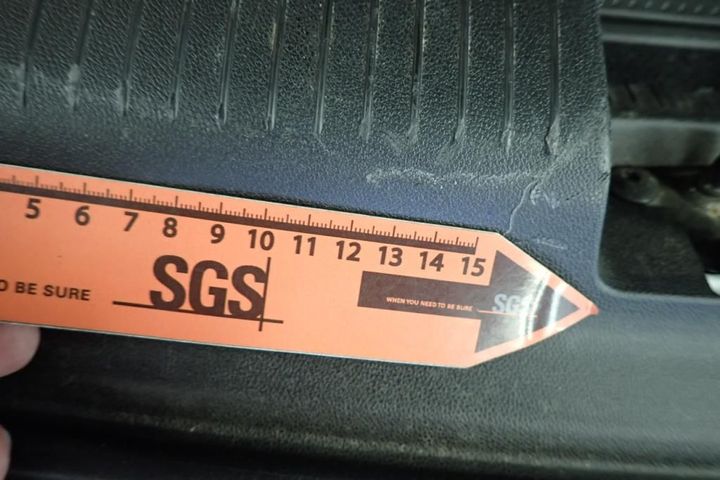 5 6 7 8 9 10 11 12 13 14 15
O BE SURE
SGS
WHEN YOU NEED TO BE SURE
SGS